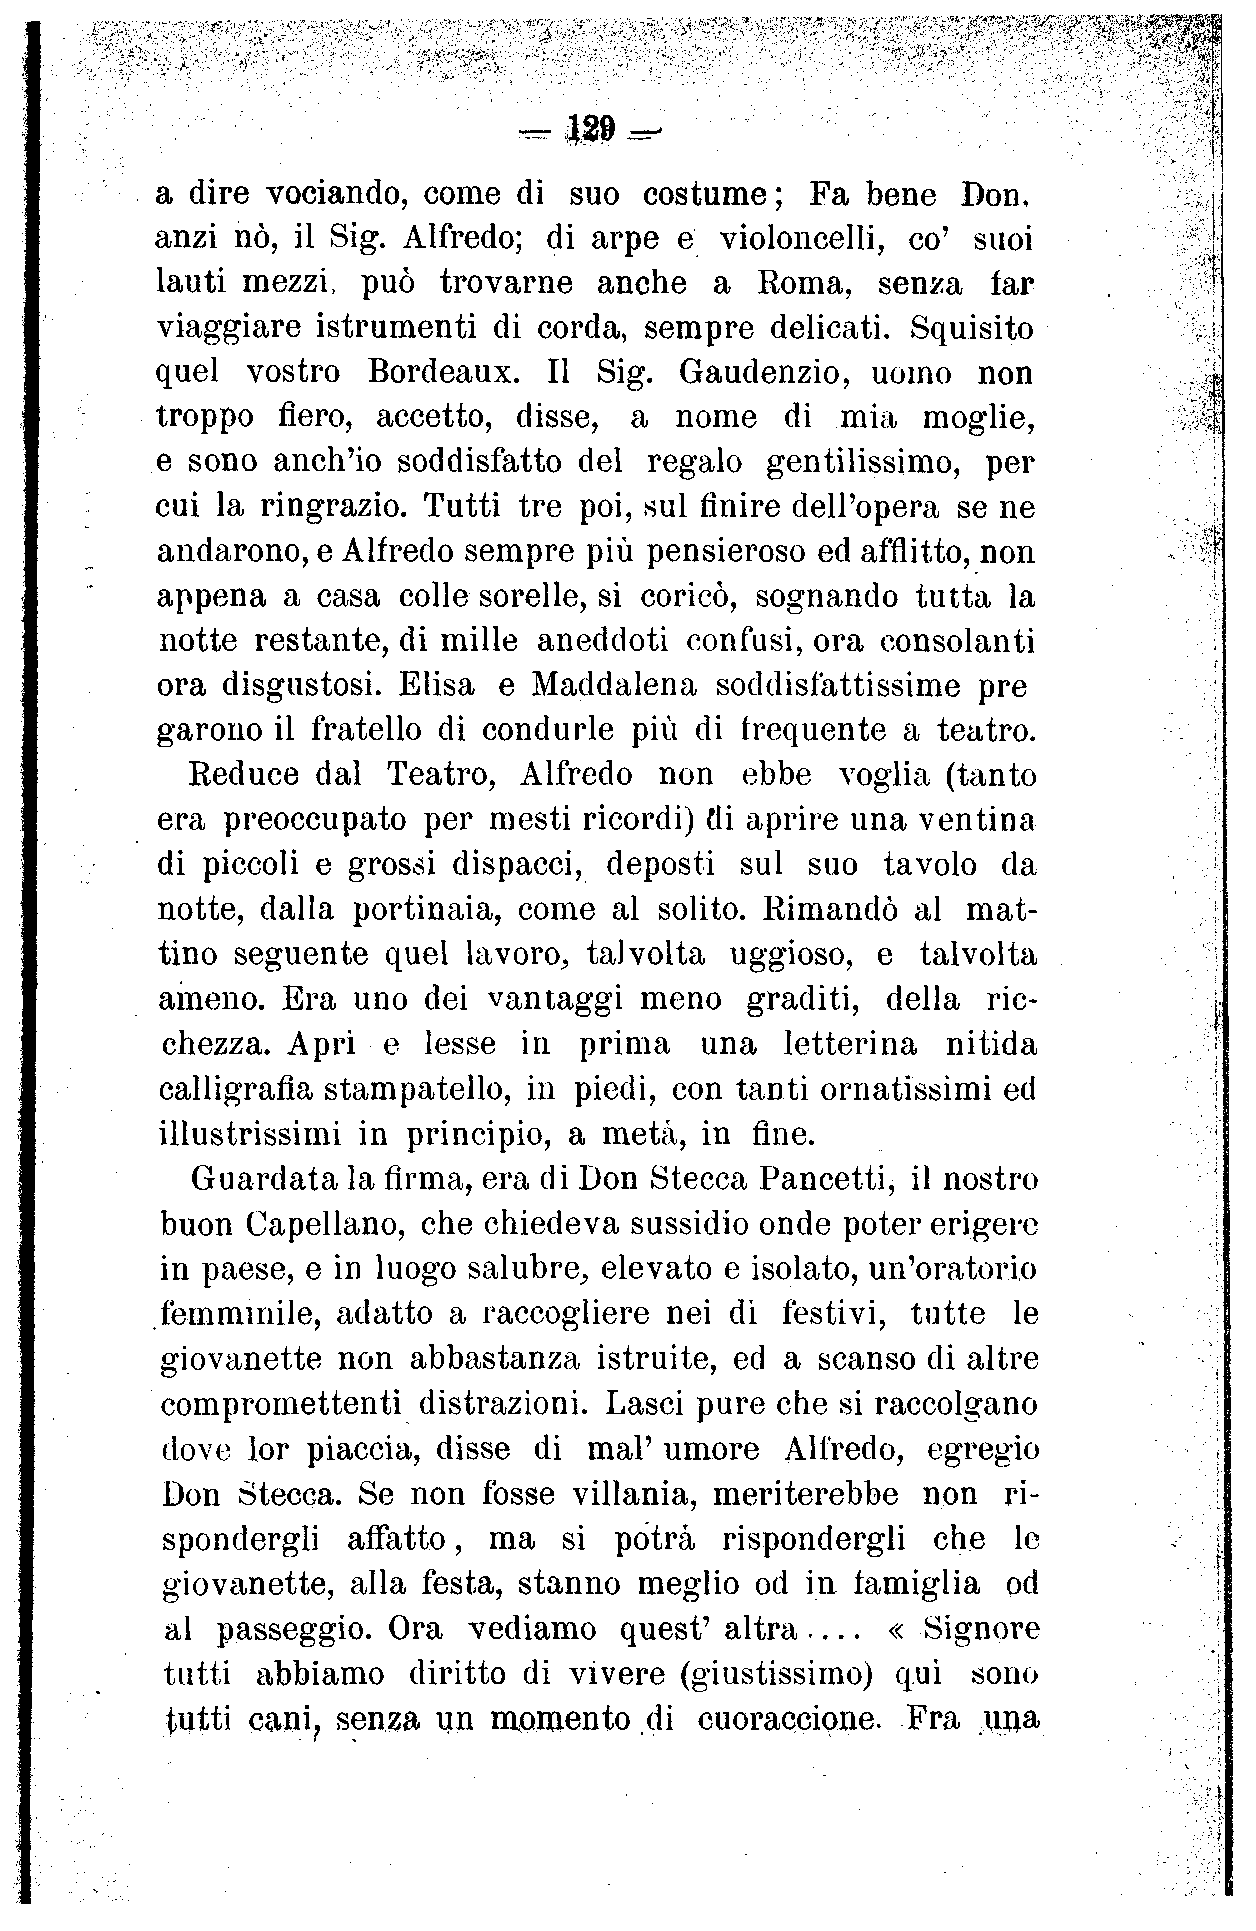 — 129 —
a dire vociando, come di suo costume; Fa bene Don.
anzi nò, il Sig. Alfredo; di arpe e violoncelli, co' suoi
lauti mezzi, può trovarne anche a Roma, senza far
viaggiare istrumenti di corda, sempre delicati. Squisito
quel vostro Bordeaux. Il Sig. Gaudenzio, uomo non
troppo fiero, accetto, disse, a nome di mia moglie,
e sono anch'io soddisfatto del regalo gentilissimo, per
cui la ringrazio. Tutti tre poi, sul finire dell'opera se ne
andarono, e Alfredo sempre più pensieroso ed afflitto, non
appena a casa colle sorelle, si coricò, sognando tutta la
notte restante, di mille aneddoti confusi, ora consolanti
ora disgustosi. Elisa e Maddalena soddisfattissime pre
garono il fratello di condurle più di frequente a teatro.
Reduce dal Teatro, Alfredo non ebbe voglia (tanto
era preoccupato per mesti ricordi) di aprire una ventina
di piccoli e grossi dispacci, deposti sul suo tavolo da
notte, dalla portinaia, come al solito. Rimandò al mat-
tino seguente quel lavoro, talvolta uggioso, e talvolta
ameno. Era uno dei vantaggi meno graditi, della ric-
chezza. Apri e lesse in prima una letterina nitida
calligrafia stampatello, in piedi, con tanti ornatissimi ed
illustrissimi in principio, a metà, in fine.
Guardata la firma, era di Don Stecca Pancetti, il nostro
buon Capellano, che chiedeva sussidio onde poter erigere
in paese, e in luogo salubre, elevato e isolato, un'oratorio
femminile, adatto a raccogliere nei dì festivi, tutte le
giovanette non abbastanza istruite, ed a scanso di altre
compromettenti distrazioni. Lasci pure che si raccolgano
dove lor piaccia, disse di mal' umore Alfredo, egregio
Don Stecca. Se non fosse villania, meriterebbe non ri-
spondergli affatto, ma si potrà rispondergli che le
giovanette, alla festa, stanno meglio od in famiglia od
al passeggio. Ora vediamo quest' altra.... « Signore
tutti abbiamo diritto di vivere (giustissimo) qui sono
tutti cani, senza un momento di cuoraccione. Fra una